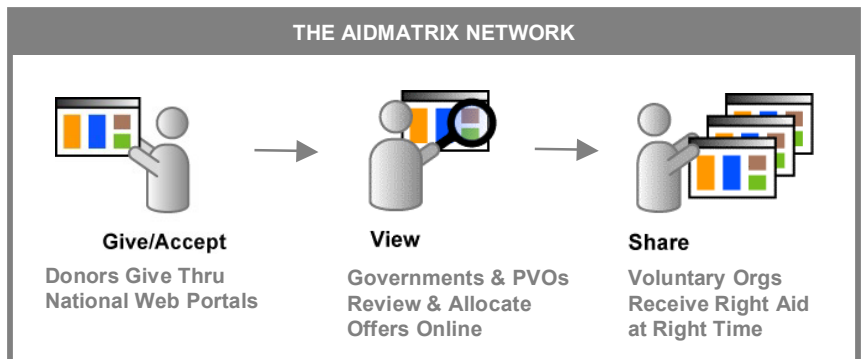 THE AIDMATRIX NETWORK
Give/Accept
Donors Give Thru
National Web Portals
View
Governments & PVOs
Review & Allocate
Offers Online
Share
Voluntary Orgs
Receive Right Aid
at Right Time